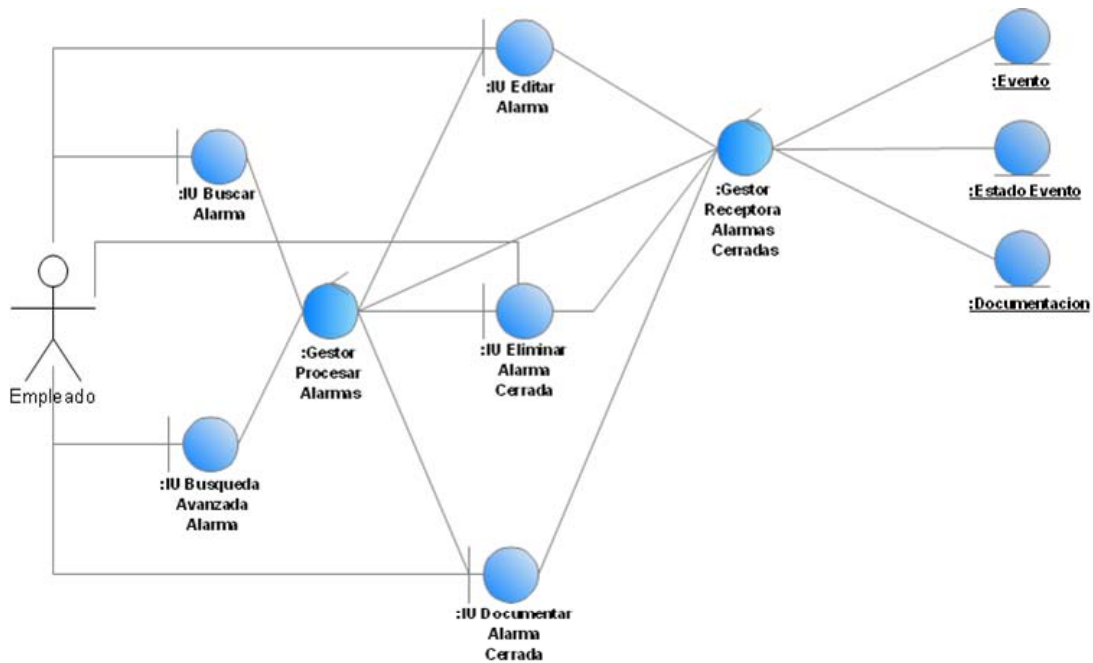 :IU Editar
Alarma
:Evento
:IU Buscar
Alarma
:Gestor
Receptora
Alarmas
Cerradas
:Estado Evento
:Documentacion
Empleado
:Gestor
Procesar
Alarmas
:IU Eliminar
Alarma
Cerrada
:IU Busqueda
Avanzada
Alarma
:IU Documentar
Alarma
Cerrada